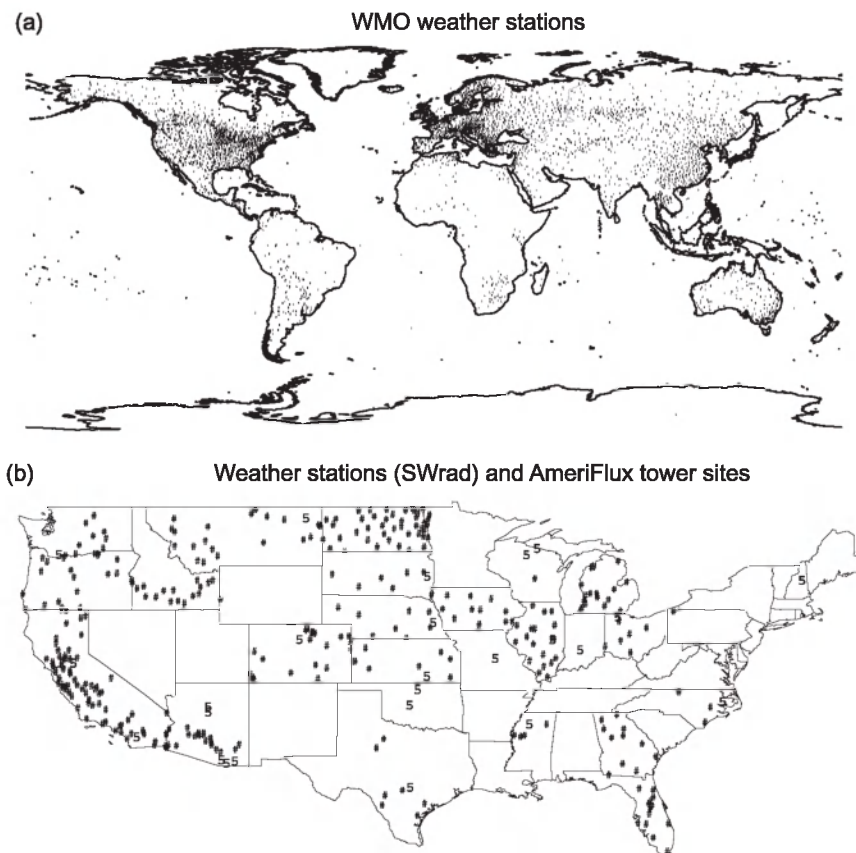 (a)
WMO weather stations
(b)
Weather stations (SWrad) and AmeriFlux tower sites